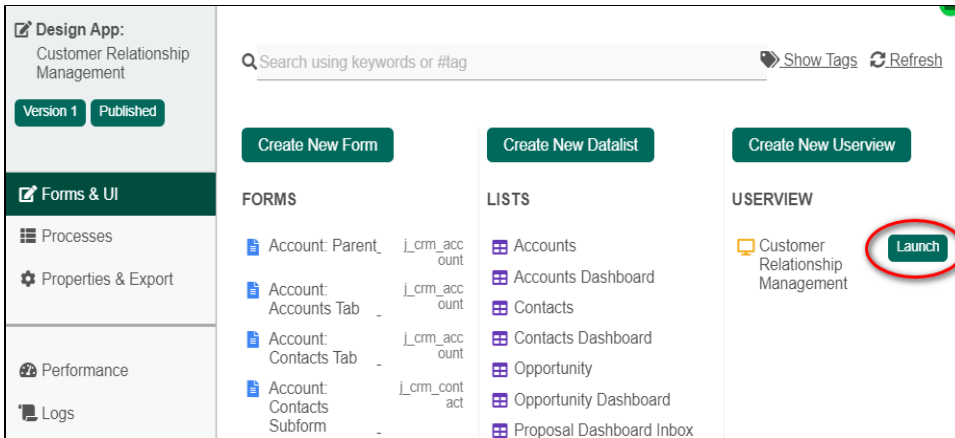 Design App:
Customer Relationship
Management
Version 1 Published
Forms & UI
Processes
Properties & Export
Performance
Logs
Search using keywords or #tag
Show Tags Refresh
Create New Form
FORMS
Account: Parent_ j_crm_acc
ount
Account: j_crm_acc
Accounts Tab _ ount
Account: j_crm_acc
Contacts Tab _ ount
Account: j_crm_cont
Contacts act
Subform _
Create New Datalist
LISTS
Accounts
Accounts Dashboard
Contacts
Contacts Dashboard
Opportunity
Opportunity Dashboard
Proposal Dashboard Inbox
Create New Userview
USERVIEW
Customer Launch
Relationship
Management